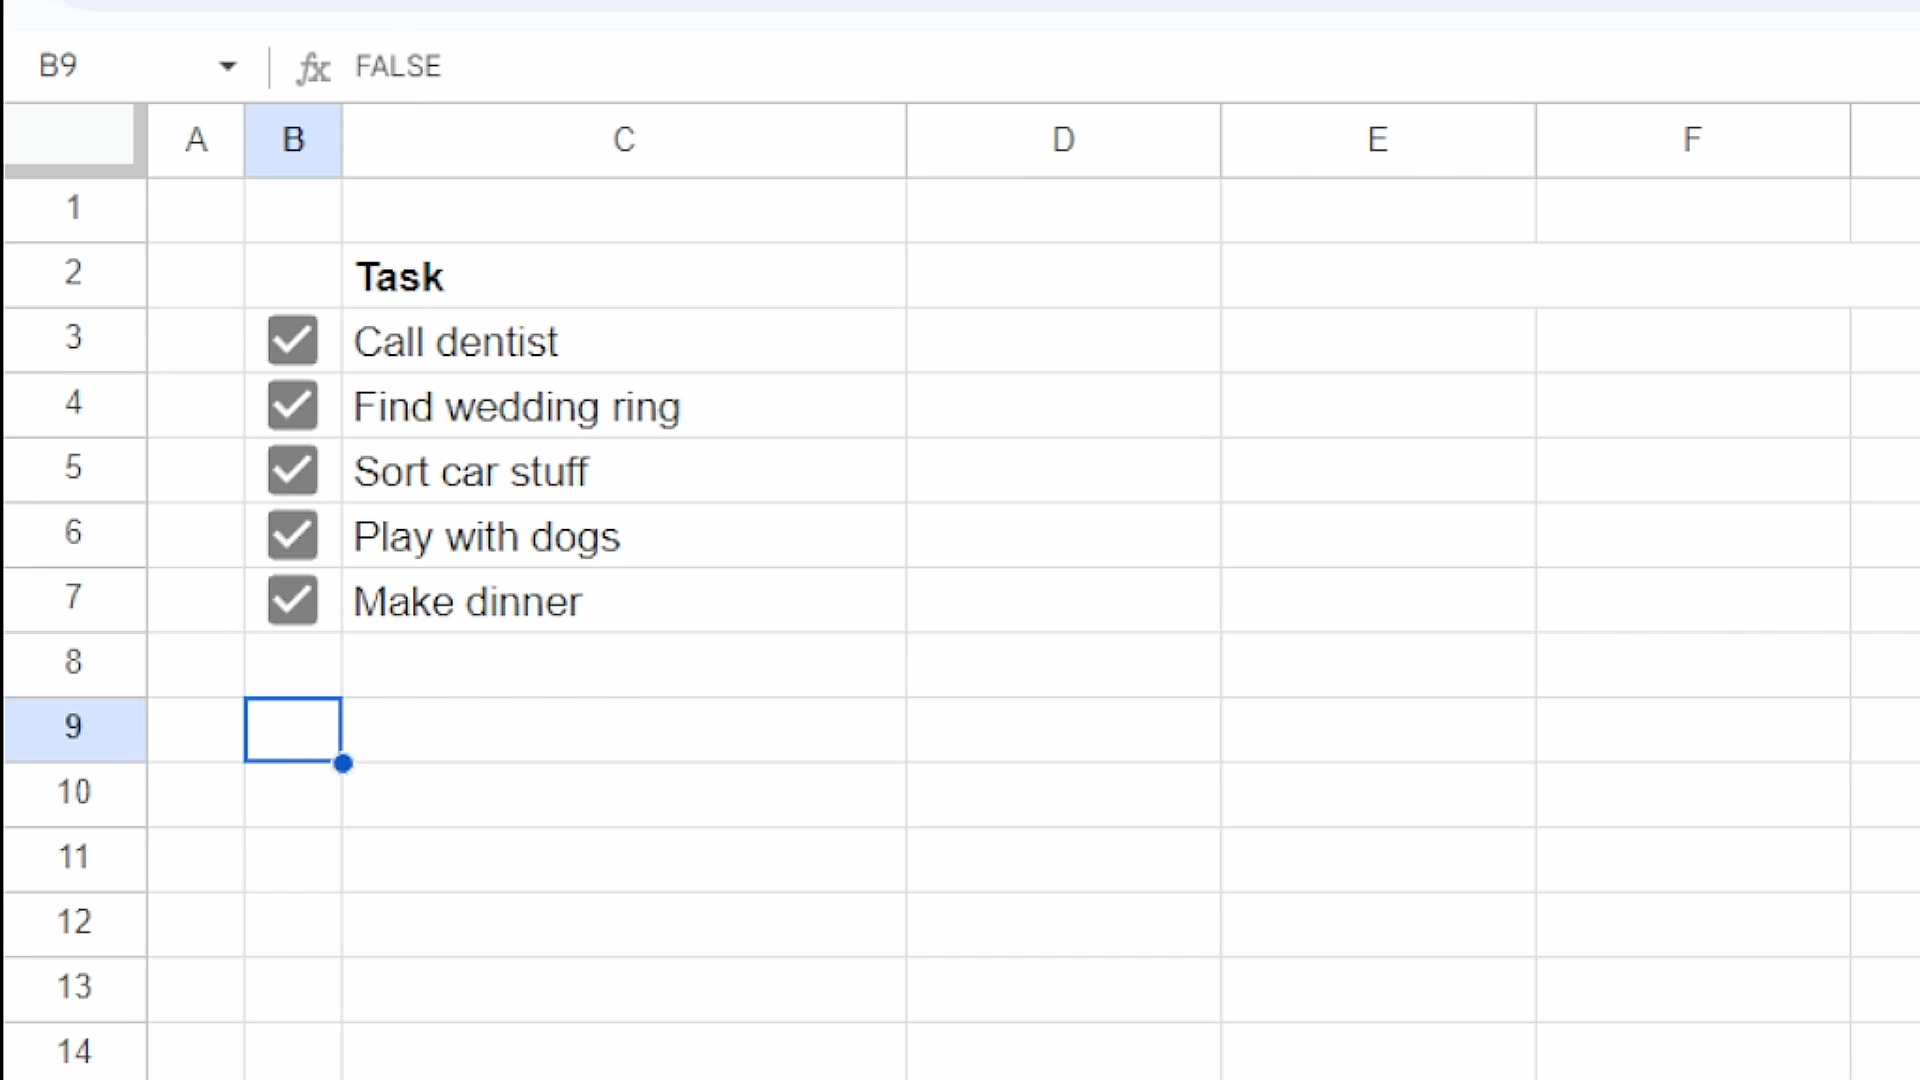 B9 fx FALSE
A B C D E F
1
2 Task
3 Call dentist
4 Find wedding ring
5 Sort car stuff
6 Play with dogs
7 Make dinner
8
9
10
11
12
13
14